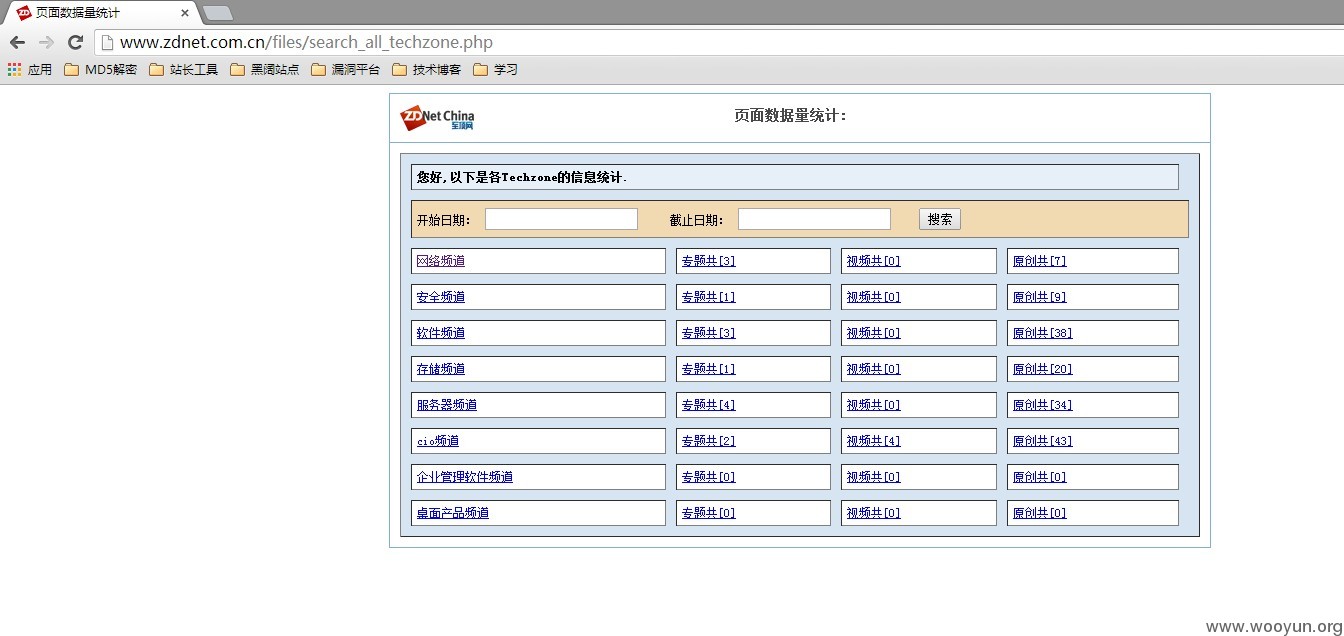 页面数据量统计
www.zdnet.com.cn/files/search_all_techzone.php
应用 MD5解密 站长工具 黑阔站点 漏洞平台 技术博客 学习
ZDNet China 至顶网 页面数据量统计：
您好,以下是各Techzone的信息统计.
开始日期： 截止日期： 搜索
网络频道 专题共[3] 视频共[0] 原创共[7]
安全频道 专题共[1] 视频共[0] 原创共[9]
软件频道 专题共[3] 视频共[0] 原创共[38]
存储频道 专题共[1] 视频共[0] 原创共[20]
服务器频道 专题共[4] 视频共[0] 原创共[34]
cio频道 专题共[2] 视频共[4] 原创共[43]
企业管理软件频道 专题共[0] 视频共[0] 原创共[0]
桌面产品频道 专题共[0] 视频共[0] 原创共[0]
www.wooyun.org